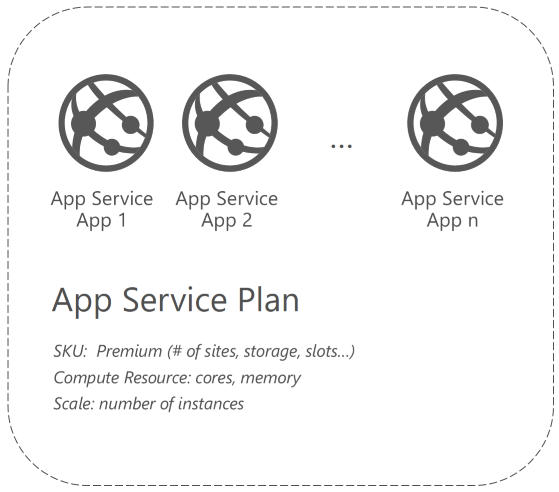 App Service
App 1
App Service
App 2
...
App Service
App n
App Service Plan
SKU:  Premium (# of sites, storage, slots...)
Compute Resource: cores, memory
Scale: number of instances